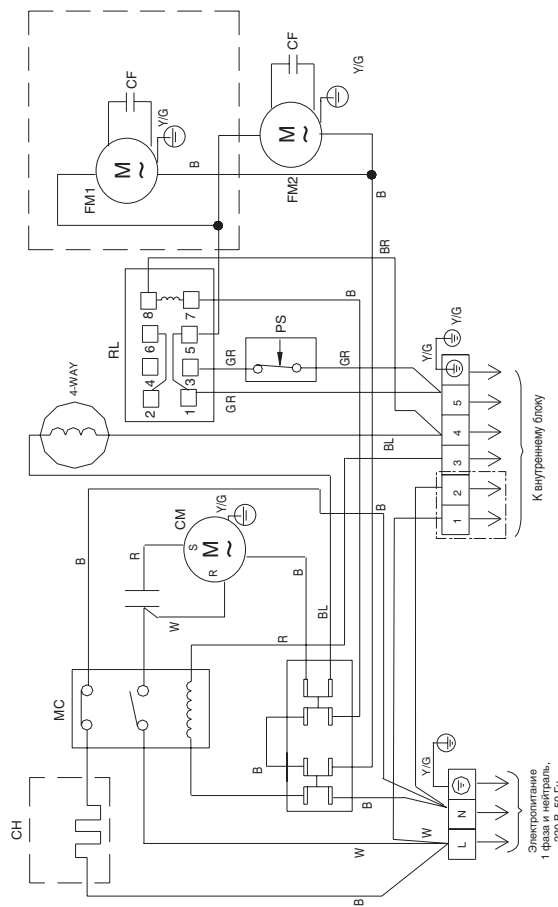 CH
MC
4-WAY
RL
2
4
6
8
1
3
5
7
PS
GR
GR
GR
FM1
M
~
CF
Y/G
B
FM2
M
~
CF
Y/G
B
BR
B
CM
S
R
M
~
Y/G
R
W
B
B
BL
R
B
B
B
BL
W
W
B
Y/G
L
N
Электропитание
1 фаза и нейтраль,
1
2
3
4
5
Y/G
Y/G
К внутреннему блоку